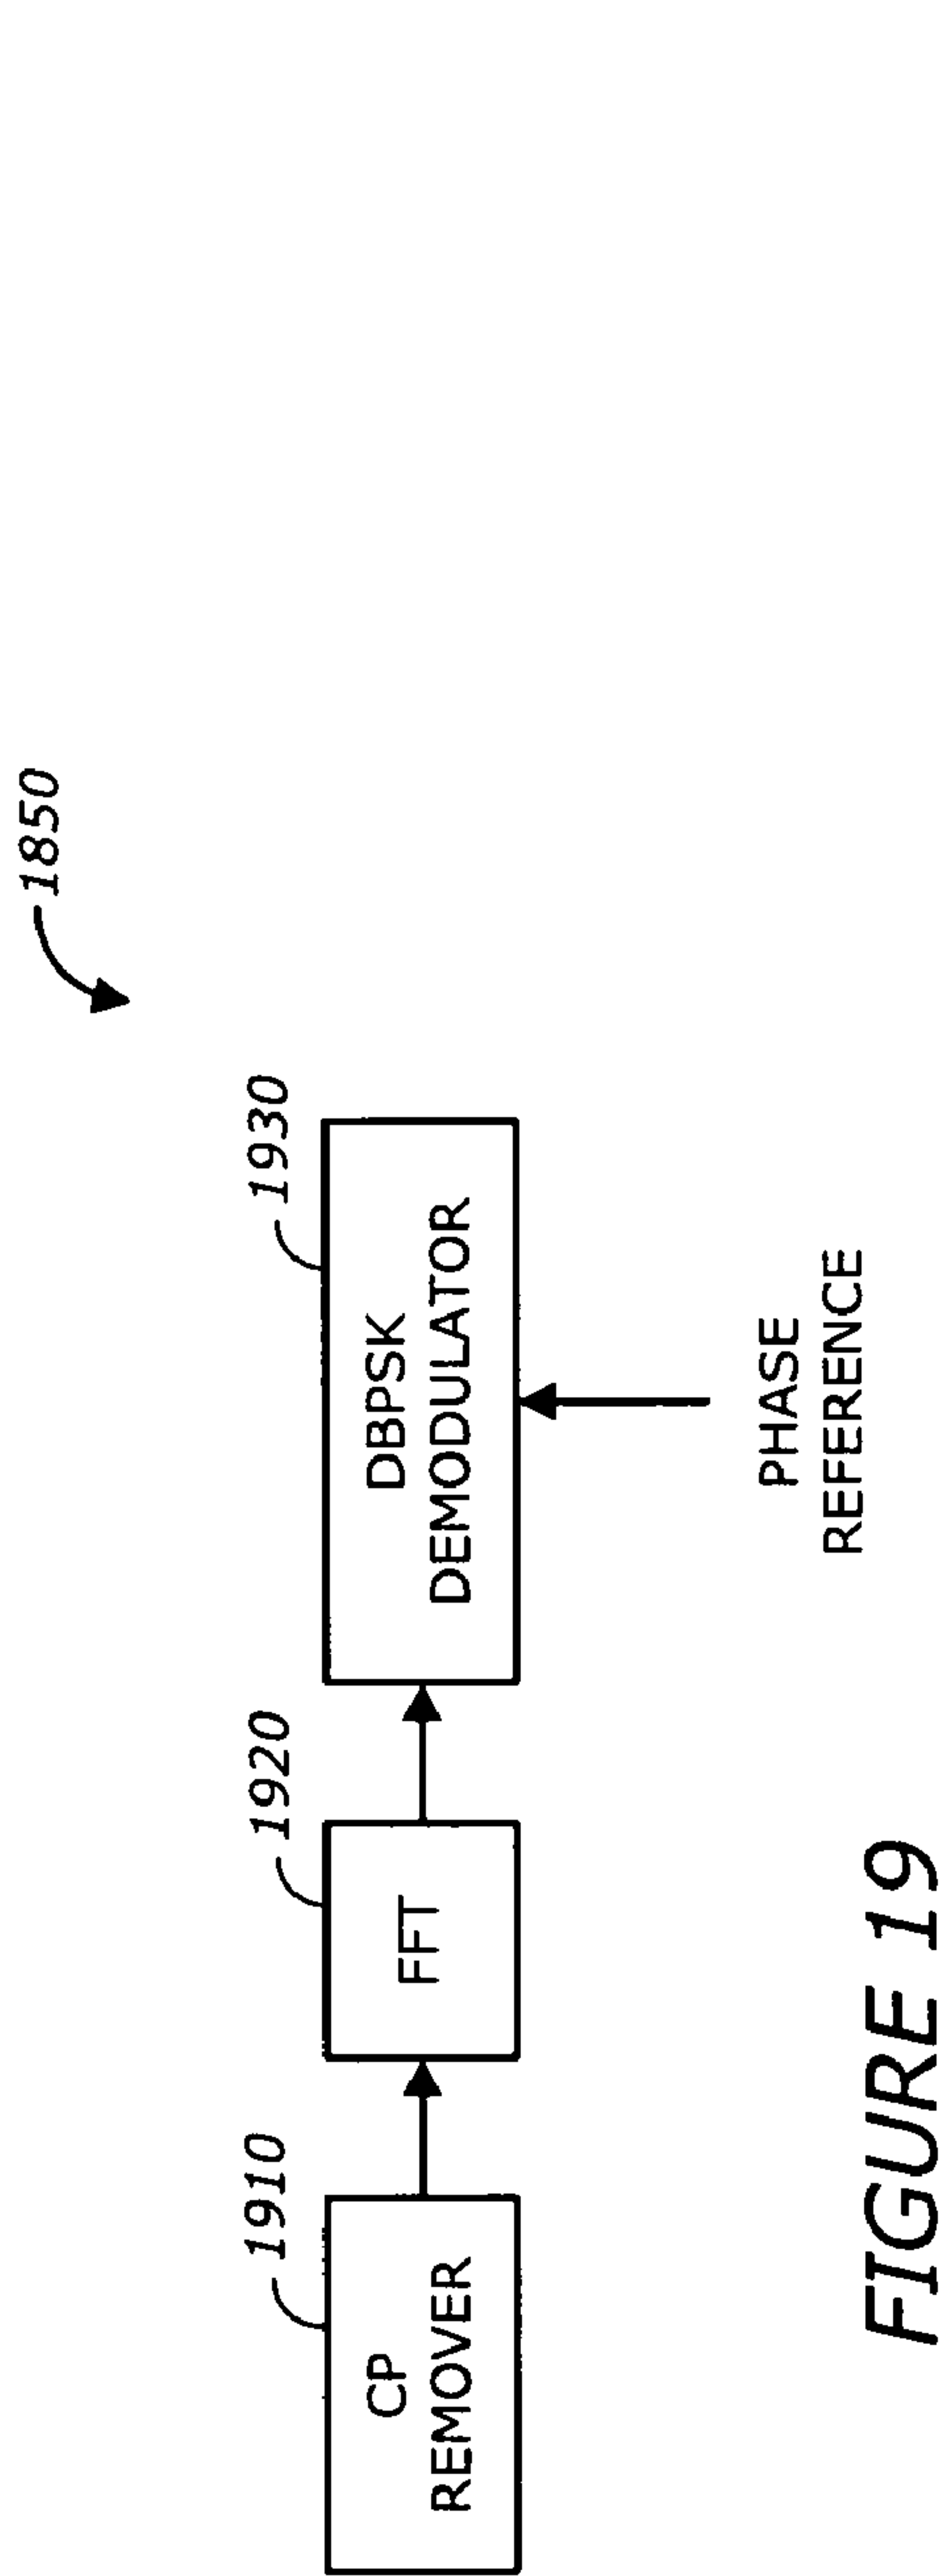 1850
1910
CP
REMOVER
1920
FFT
1930
DBPSK
DEMODULATOR
PHASE
REFERENCE
FIGURE 19